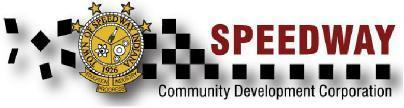 TOWN OF SPEEDWAY INDIANA
1926
SPEEDWAY
Community Development Corporation